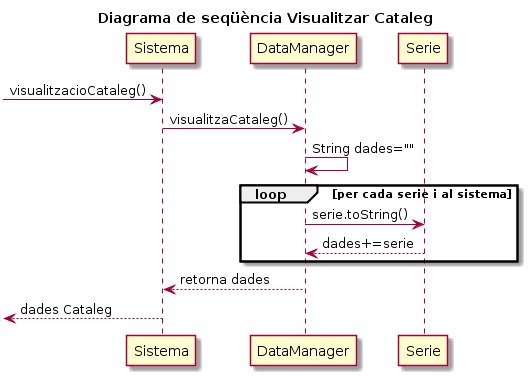 Diagrama de seqüència Visualitzar Cataleg
Sistema DataManager Serie
visualitzacioCataleg()
visualitzaCataleg()
String dades=""
loop [per cada serie i al sistema]
serie.toString()
dades+=serie
retorna dades
dades Cataleg
Sistema DataManager Serie